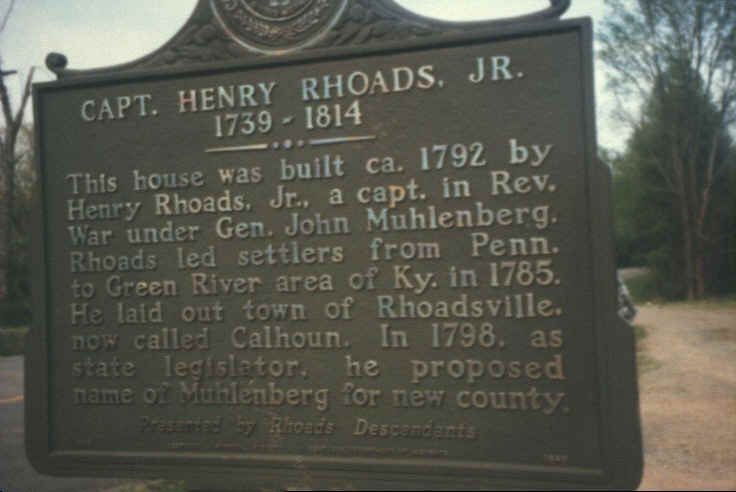 CAPT. HENRY RHOADS, JR.
1739 - 1814
This house was built ca. 1792 by
Henry Rhoads, Jr., a capt. in Rev.
War under Gen. John Muhlenberg.
Rhoads led settlers from Penn.
to Green River area of Ky. in 1785.
He laid out town of Rhoadsville,
now called Calhoun. In 1798, as
state legislator, he proposed
name of Muhlenberg for new county.
Presented by Rhoads Descendants